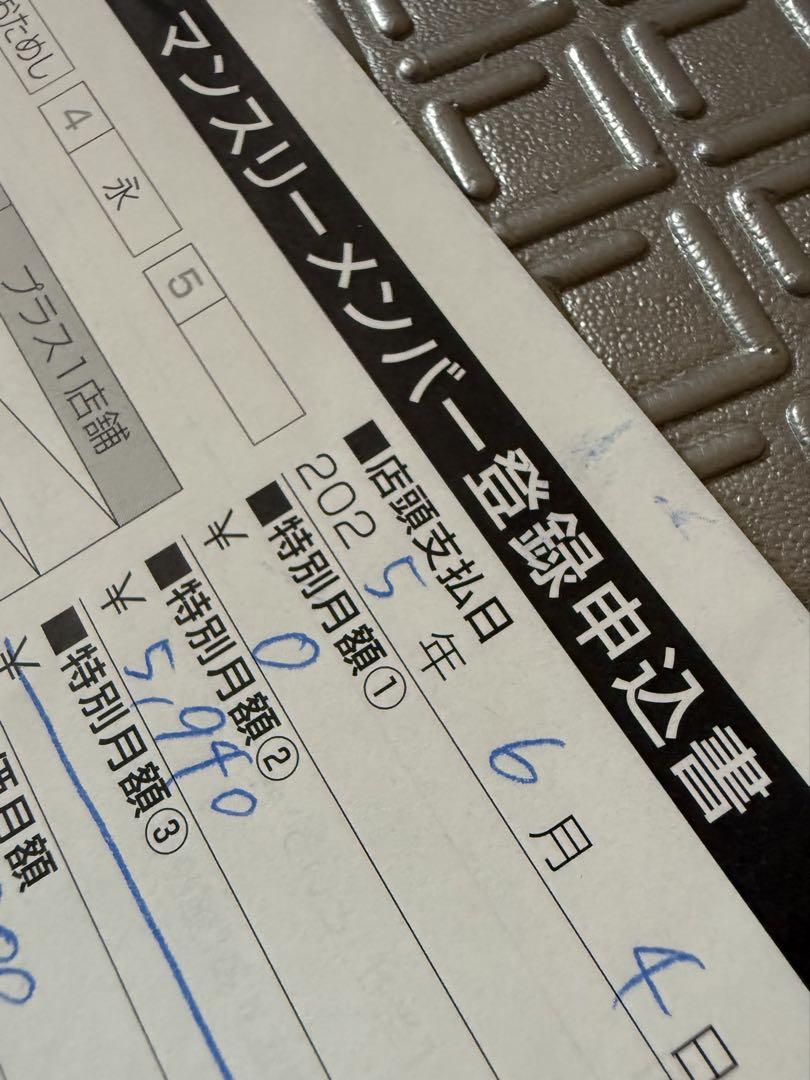 マンスリーメンバー登録申込書
おためし
4 永
5
プラス1店舗
■店頭支払日
2025年 6月 4日
■特別月額①
¥ 0
■特別月額②
¥ 5,940
■特別月額③
¥
月額
00